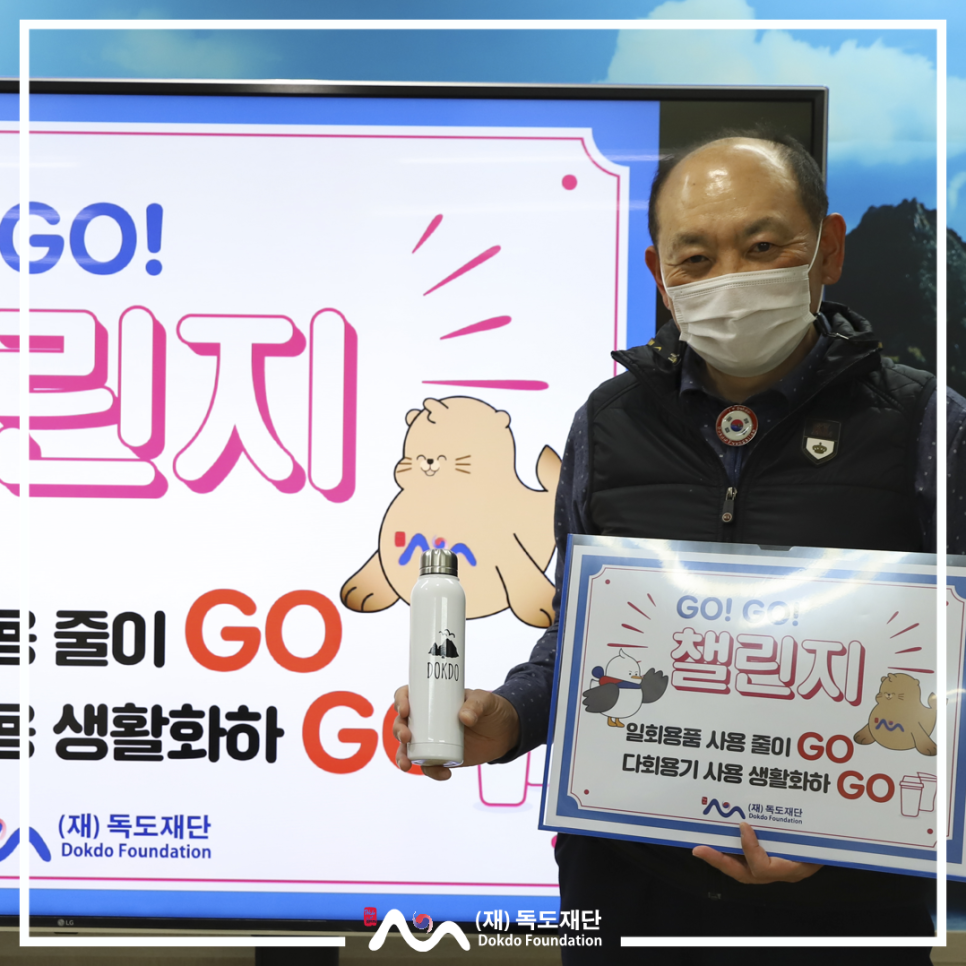 GO!
린지
줄이 GO
생활화하 GO
(재) 독도재단
Dokdo Foundation
LG
DOKDO
GO! GO!
챌린지
일회용품 사용 줄이 GO
다회용기 사용 생활화하 GO
(재) 독도재단
Dokdo Foundation
(재) 독도재단
Dokdo Foundation